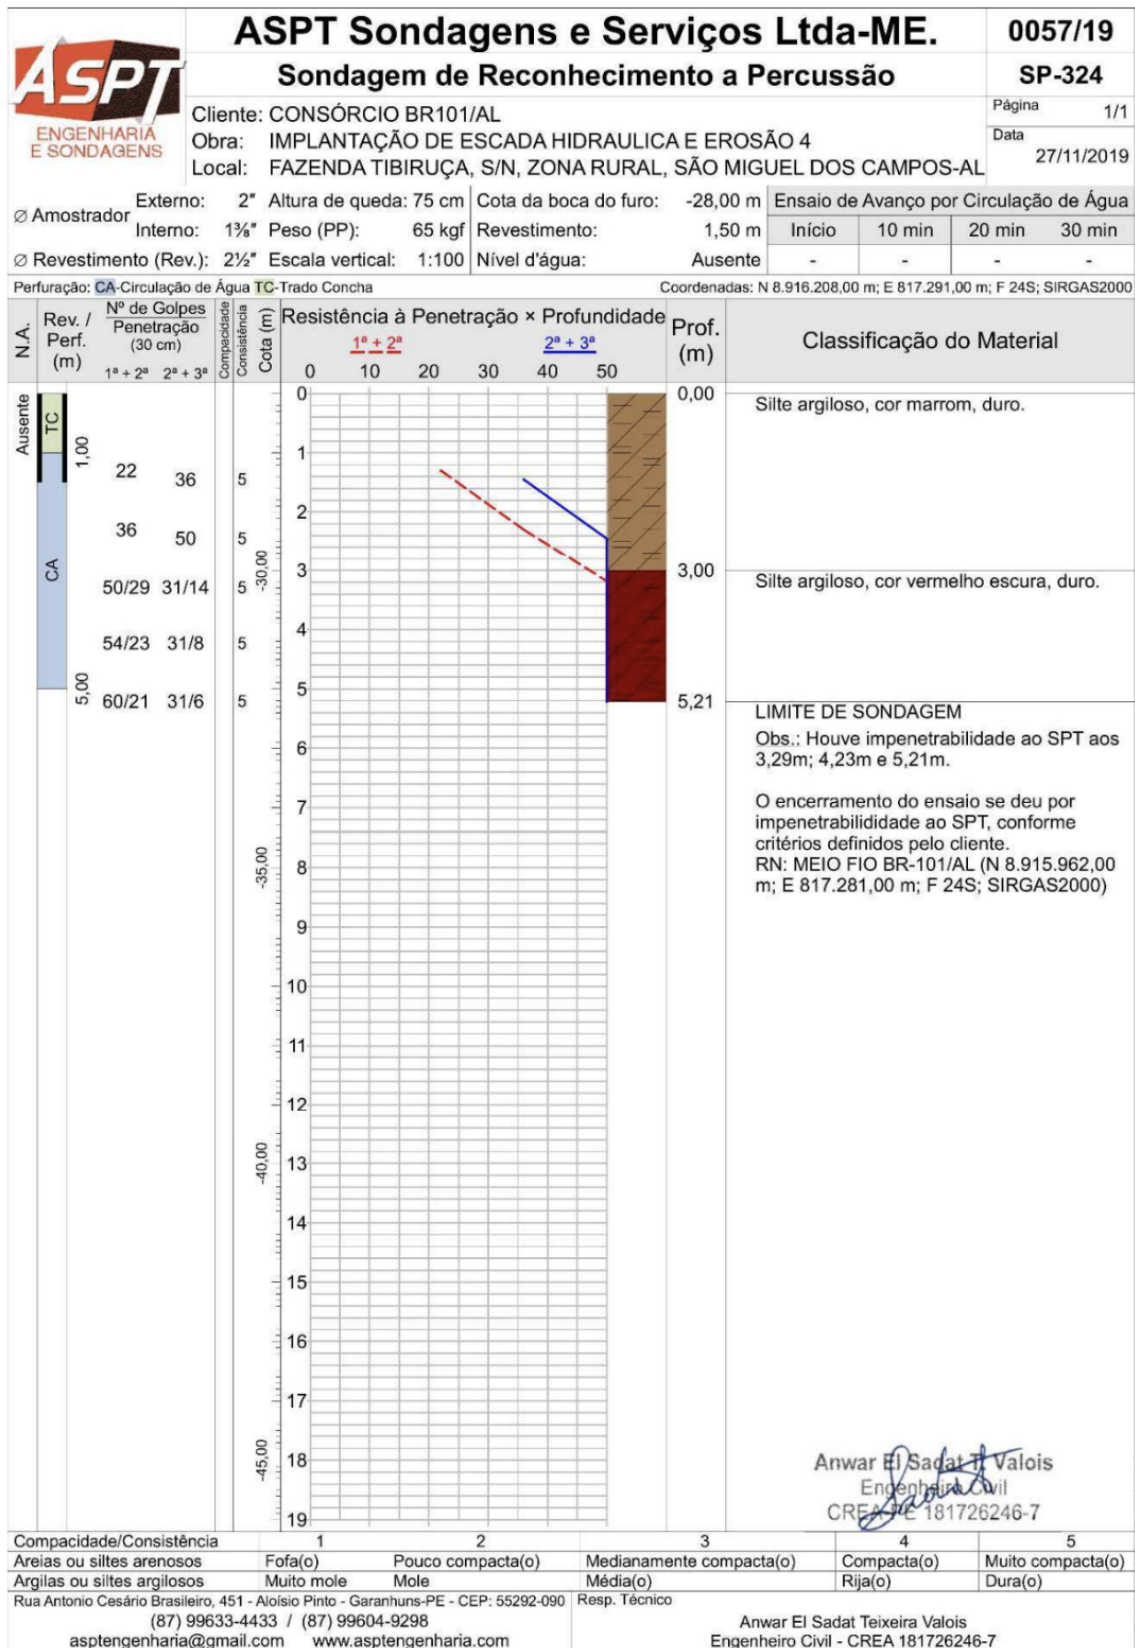 ASPT
ENGENHARIA
E SONDAGENS
ASPT Sondagens e Serviços Ltda-ME.
0057/19
Sondagem de Reconhecimento a Percussão
SP-324
Cliente: CONSÓRCIO BR101/AL
Obra: IMPLANTAÇÃO DE ESCADA HIDRAULICA E EROSÃO 4
Local: FAZENDA TIBIRUÇA, S/N, ZONA RURAL, SÃO MIGUEL DOS CAMPOS-AL
Página 1/1
Data
27/11/2019
Ø Amostrador
Externo: 2" Altura de queda: 75 cm Cota da boca do furo: -28,00 m Ensaio de Avanço por Circulação de Água
Interno: 1⅜" Peso (PP): 65 kgf Revestimento: 1,50 m Início 10 min 20 min 30 min
Ø Revestimento (Rev.): 2½" Escala vertical: 1:100 Nível d'água: Ausente - - - -
Perfuração: CA-Circulação de Água TC-Trado Concha Coordenadas: N 8.916.208,00 m; E 817.291,00 m; F 24S; SIRGAS2000
N.A.
Rev. /
Perf.
(m)
Nº de Golpes
Penetração
(30 cm)
1ª + 2ª 2ª + 3ª
Compacidade
Consistência
Cota (m)
Resistência à Penetração × Profundidade
1ª + 2ª 2ª + 3ª
0 10 20 30 40 50
Prof.
(m)
Classificação do Material
Ausente
TC
1,00
CA
5,00
22 36 5
36 50 5
50/29 31/14 5
54/23 31/8 5
60/21 31/6 5
-30,00
-35,00
-40,00
-45,00
0
1
2
3
4
5
6
7
8
9
10
11
12
13
14
15
16
17
18
19
0,00
Silte argiloso, cor marrom, duro.
3,00
Silte argiloso, cor vermelho escura, duro.
5,21
LIMITE DE SONDAGEM
Obs.: Houve impenetrabilidade ao SPT aos
3,29m; 4,23m e 5,21m.
O encerramento do ensaio se deu por
impenetrabilididade ao SPT, conforme
critérios definidos pelo cliente.
RN: MEIO FIO BR-101/AL (N 8.915.962,00
m; E 817.281,00 m; F 24S; SIRGAS2000)
Anwar El Sadat T. Valois
Engenheiro Civil
CREA-PE 181726246-7
Compacidade/Consistência 1 2 3 4 5
Areias ou siltes arenosos Fofa(o) Pouco compacta(o) Medianamente compacta(o) Compacta(o) Muito compacta(o)
Argilas ou siltes argilosos Muito mole Mole Média(o) Rija(o) Dura(o)
Rua Antonio Cesário Brasileiro, 451 - Aloísio Pinto - Garanhuns-PE - CEP: 55292-090
(87) 99633-4433 / (87) 99604-9298
asptengenharia@gmail.com www.asptengenharia.com
Resp. Técnico
Anwar El Sadat Teixeira Valois
Engenheiro Civil - CREA 181726246-7